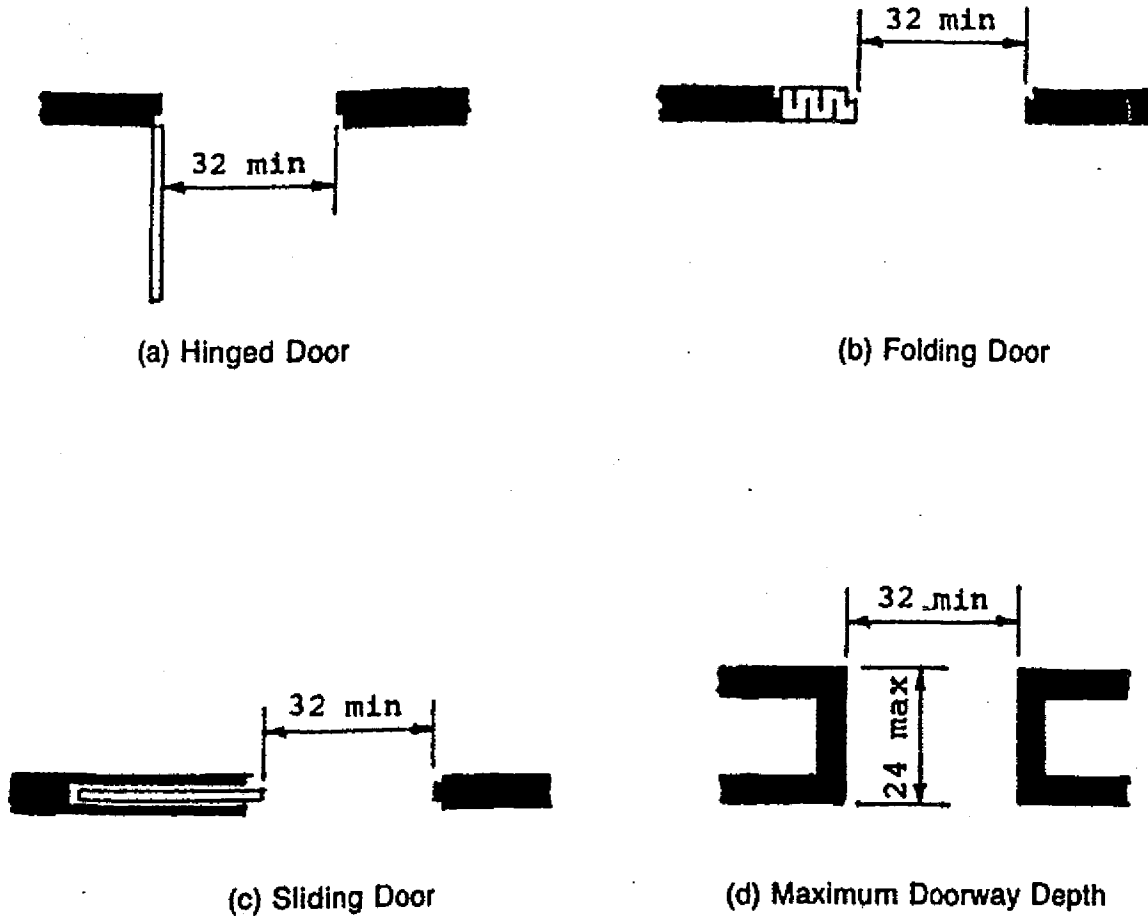 32 min
32 min
(a) Hinged Door
(b) Folding Door
32 min
32 min
24 max
(c) Sliding Door
(d) Maximum Doorway Depth